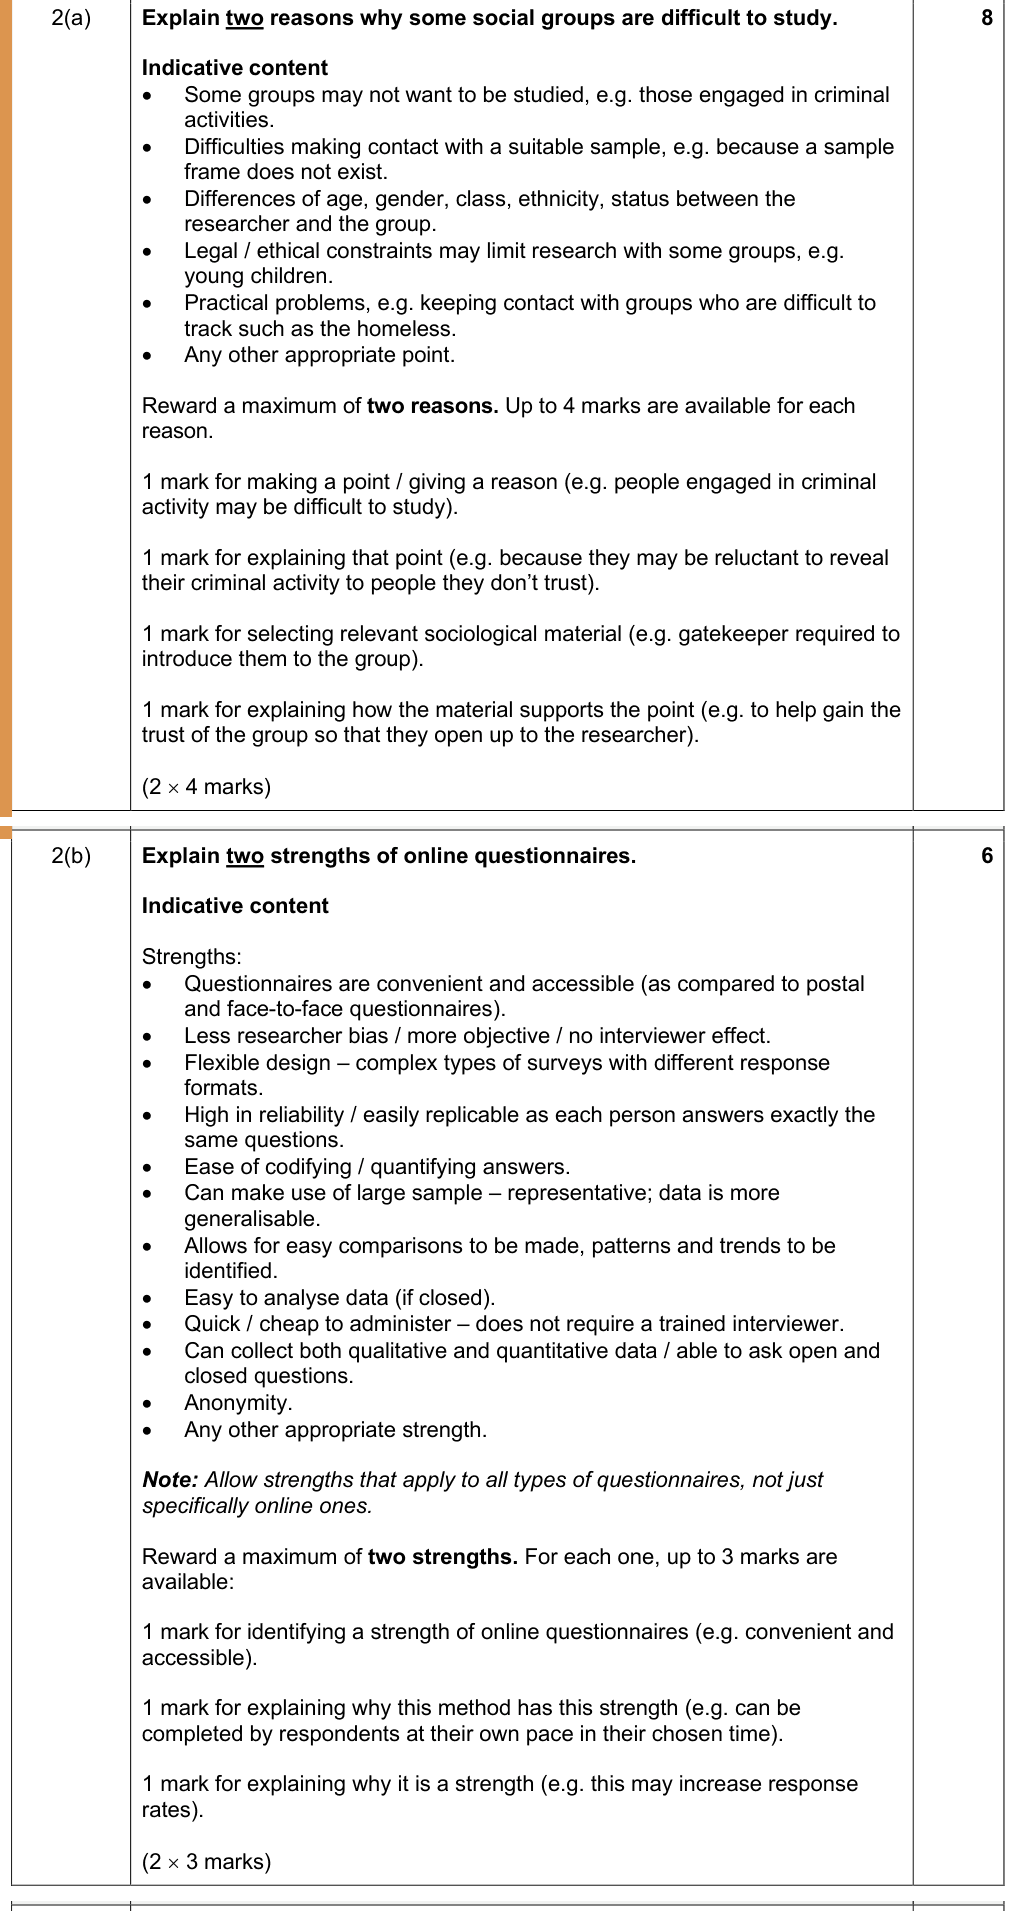 2(a)
Explain two reasons why some social groups are difficult to study.
8
Indicative content
• Some groups may not want to be studied, e.g. those engaged in criminal
activities.
• Difficulties making contact with a suitable sample, e.g. because a sample
frame does not exist.
• Differences of age, gender, class, ethnicity, status between the
researcher and the group.
• Legal / ethical constraints may limit research with some groups, e.g.
young children.
• Practical problems, e.g. keeping contact with groups who are difficult to
track such as the homeless.
• Any other appropriate point.
Reward a maximum of two reasons. Up to 4 marks are available for each
reason.
1 mark for making a point / giving a reason (e.g. people engaged in criminal
activity may be difficult to study).
1 mark for explaining that point (e.g. because they may be reluctant to reveal
their criminal activity to people they don’t trust).
1 mark for selecting relevant sociological material (e.g. gatekeeper required to
introduce them to the group).
1 mark for explaining how the material supports the point (e.g. to help gain the
trust of the group so that they open up to the researcher).
(2 × 4 marks)
2(b)
Explain two strengths of online questionnaires.
6
Indicative content
Strengths:
• Questionnaires are convenient and accessible (as compared to postal
and face-to-face questionnaires).
• Less researcher bias / more objective / no interviewer effect.
• Flexible design – complex types of surveys with different response
formats.
• High in reliability / easily replicable as each person answers exactly the
same questions.
• Ease of codifying / quantifying answers.
• Can make use of large sample – representative; data is more
generalisable.
• Allows for easy comparisons to be made, patterns and trends to be
identified.
• Easy to analyse data (if closed).
• Quick / cheap to administer – does not require a trained interviewer.
• Can collect both qualitative and quantitative data / able to ask open and
closed questions.
• Anonymity.
• Any other appropriate strength.
Note: Allow strengths that apply to all types of questionnaires, not just
specifically online ones.
Reward a maximum of two strengths. For each one, up to 3 marks are
available:
1 mark for identifying a strength of online questionnaires (e.g. convenient and
accessible).
1 mark for explaining why this method has this strength (e.g. can be
completed by respondents at their own pace in their chosen time).
1 mark for explaining why it is a strength (e.g. this may increase response
rates).
(2 × 3 marks)